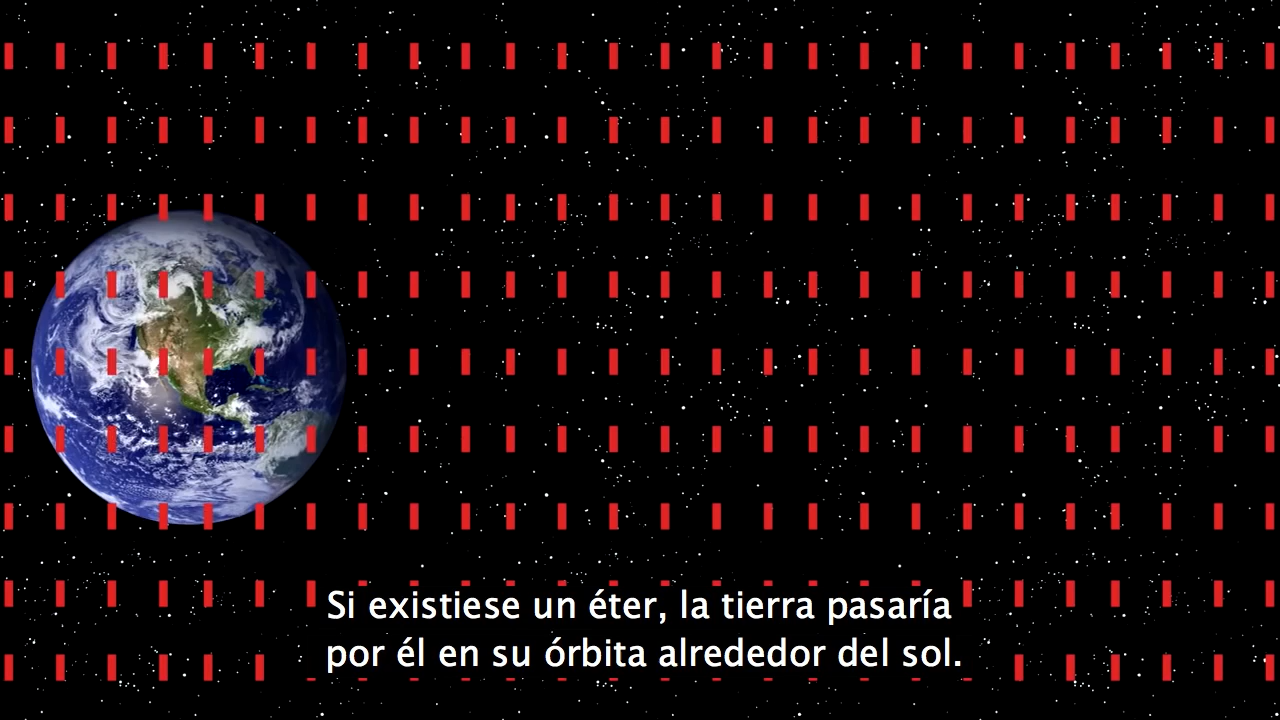 Si existiese un éter, la tierra pasaría
por él en su órbita alrededor del sol.